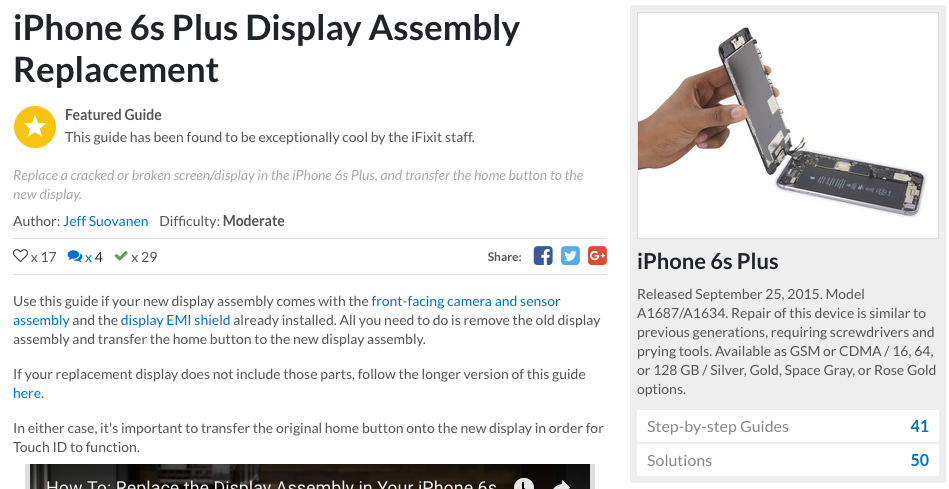 iPhone 6s Plus Display Assembly
Replacement
Featured Guide
This guide has been found to be exceptionally cool by the iFixit staff.
Replace a cracked or broken screen/display in the iPhone 6s Plus, and transfer the home button to the
new display.
Author: Jeff Suovanen Difficulty: Moderate
x 17 x 4 x 29 Share:
Use this guide if your new display assembly comes with the front-facing camera and sensor
assembly and the display EMI shield already installed. All you need to do is remove the old display
assembly and transfer the home button to the new display assembly.
If your replacement display does not include those parts, follow the longer version of this guide
here.
In either case, it's important to transfer the original home button onto the new display in order for
Touch ID to function.
How To: Replace the Display Assembly in Your iPhone 6s
iPhone 6s Plus
Released September 25, 2015. Model
A1687/A1634. Repair of this device is similar to
previous generations, requiring screwdrivers and
prying tools. Available as GSM or CDMA / 16, 64,
or 128 GB / Silver, Gold, Space Gray, or Rose Gold
options.
Step-by-step Guides 41
Solutions 50